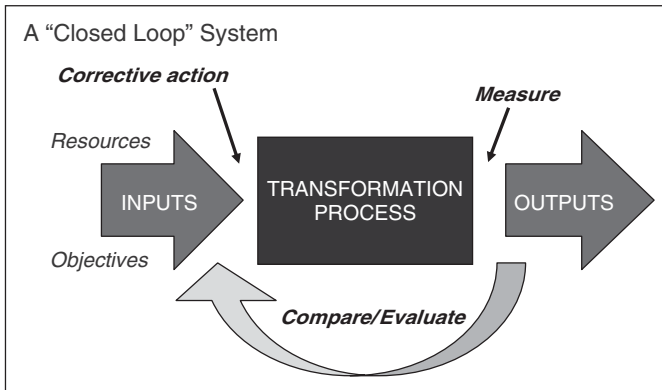 A “Closed Loop” System
Corrective action
Measure
Resources
INPUTS
TRANSFORMATION
PROCESS
OUTPUTS
Objectives
Compare/Evaluate